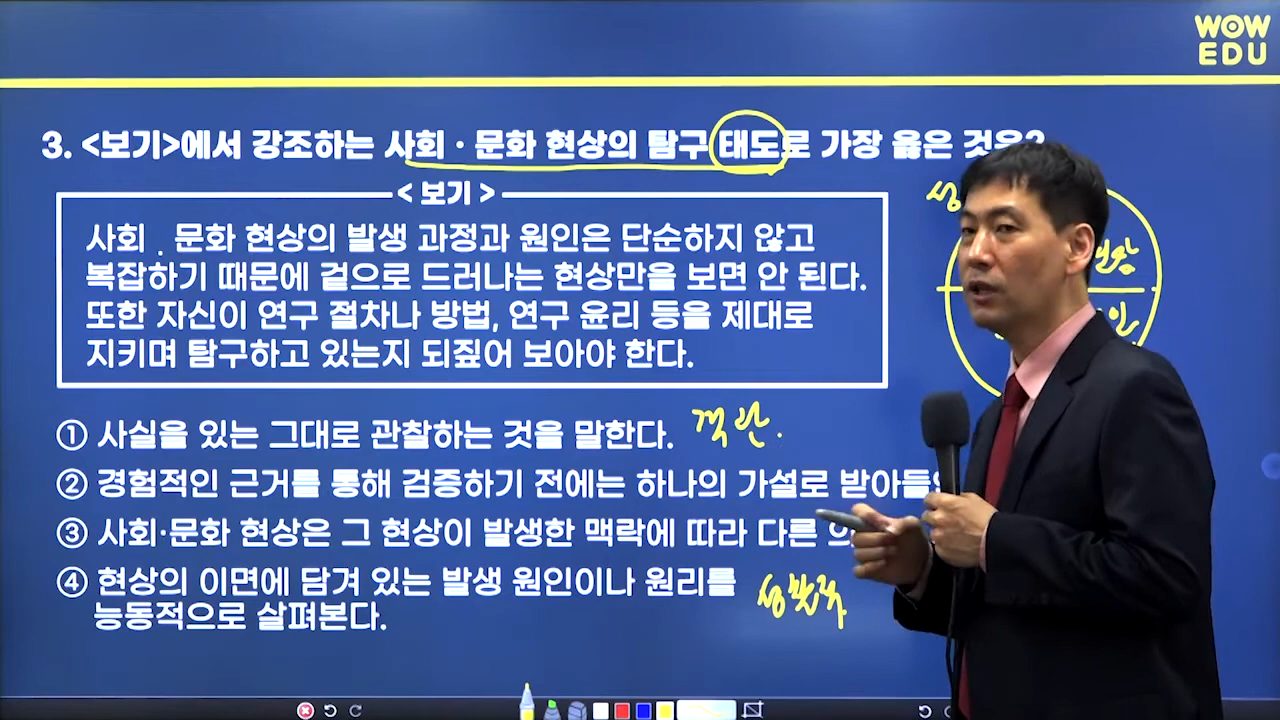 WOW
EDU
3. <보기>에서 강조하는 사회 · 문화 현상의 탐구 태도로 가장 옳은 것은?
< 보기 >
사회 . 문화 현상의 발생 과정과 원인은 단순하지 않고
복잡하기 때문에 겉으로 드러나는 현상만을 보면 안 된다.
또한 자신이 연구 절차나 방법, 연구 윤리 등을 제대로
지키며 탐구하고 있는지 되짚어 보아야 한다.
① 사실을 있는 그대로 관찰하는 것을 말한다. 객관.
② 경험적인 근거를 통해 검증하기 전에는 하나의 가설로
③ 사회·문화 현상은 그 현상이 발생한 맥락에 따라 다른
④ 현상의 이면에 담겨 있는 발생 원인이나 원리를
능동적으로 살펴본다. 성찰적